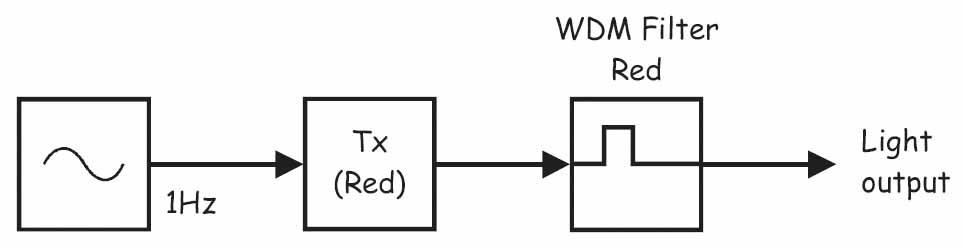 WDM Filter
Red
Tx
(Red)
1Hz
Light
output